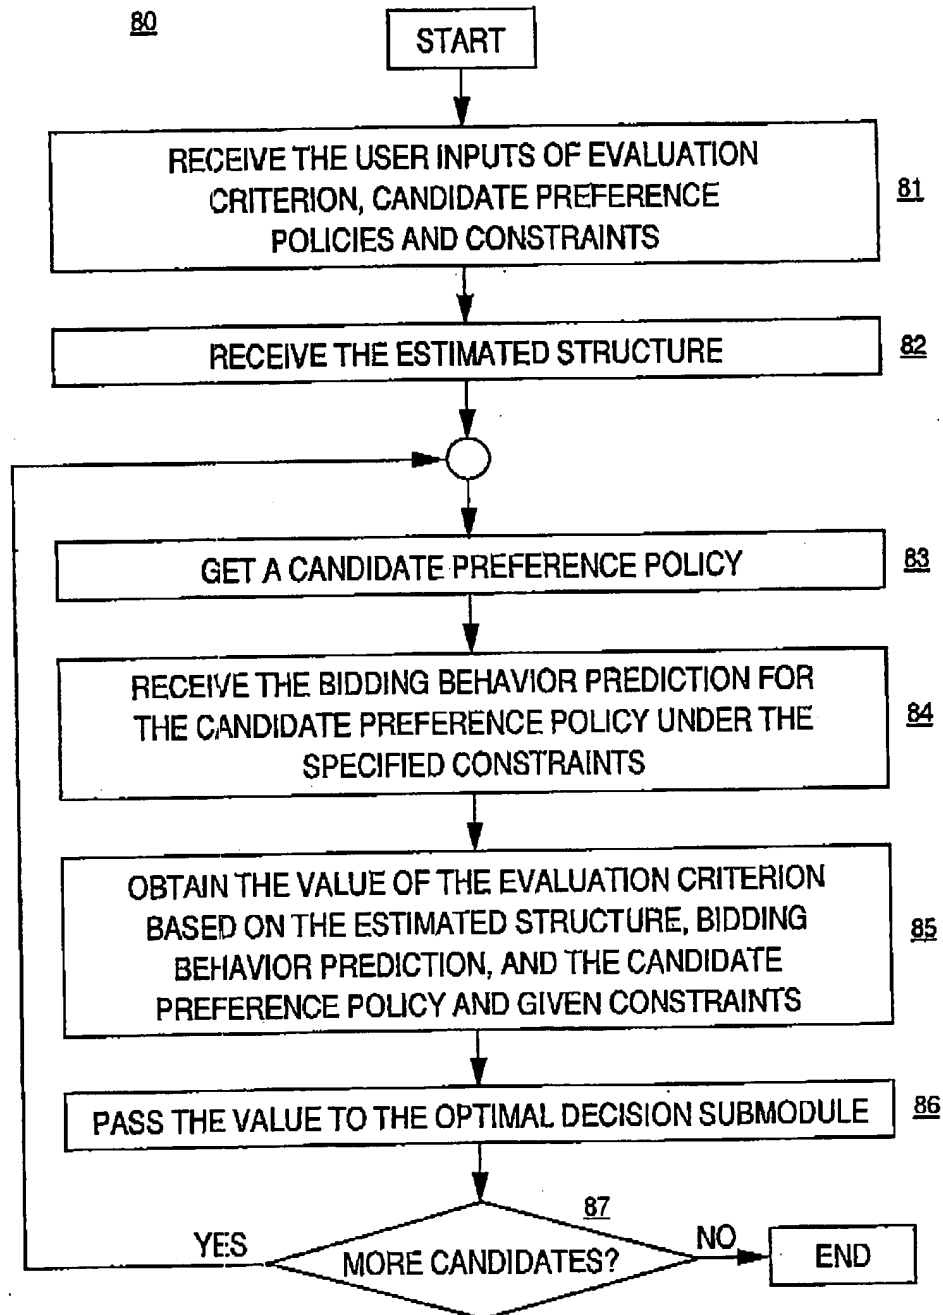 80
START
RECEIVE THE USER INPUTS OF EVALUATION
CRITERION, CANDIDATE PREFERENCE
POLICIES AND CONSTRAINTS
81
RECEIVE THE ESTIMATED STRUCTURE
82
GET A CANDIDATE PREFERENCE POLICY
83
RECEIVE THE BIDDING BEHAVIOR PREDICTION FOR
THE CANDIDATE PREFERENCE POLICY UNDER THE
SPECIFIED CONSTRAINTS
84
OBTAIN THE VALUE OF THE EVALUATION CRITERION
BASED ON THE ESTIMATED STRUCTURE, BIDDING
BEHAVIOR PREDICTION, AND THE CANDIDATE
PREFERENCE POLICY AND GIVEN CONSTRAINTS
85
PASS THE VALUE TO THE OPTIMAL DECISION SUBMODULE
86
87
YES
MORE CANDIDATES?
NO
END